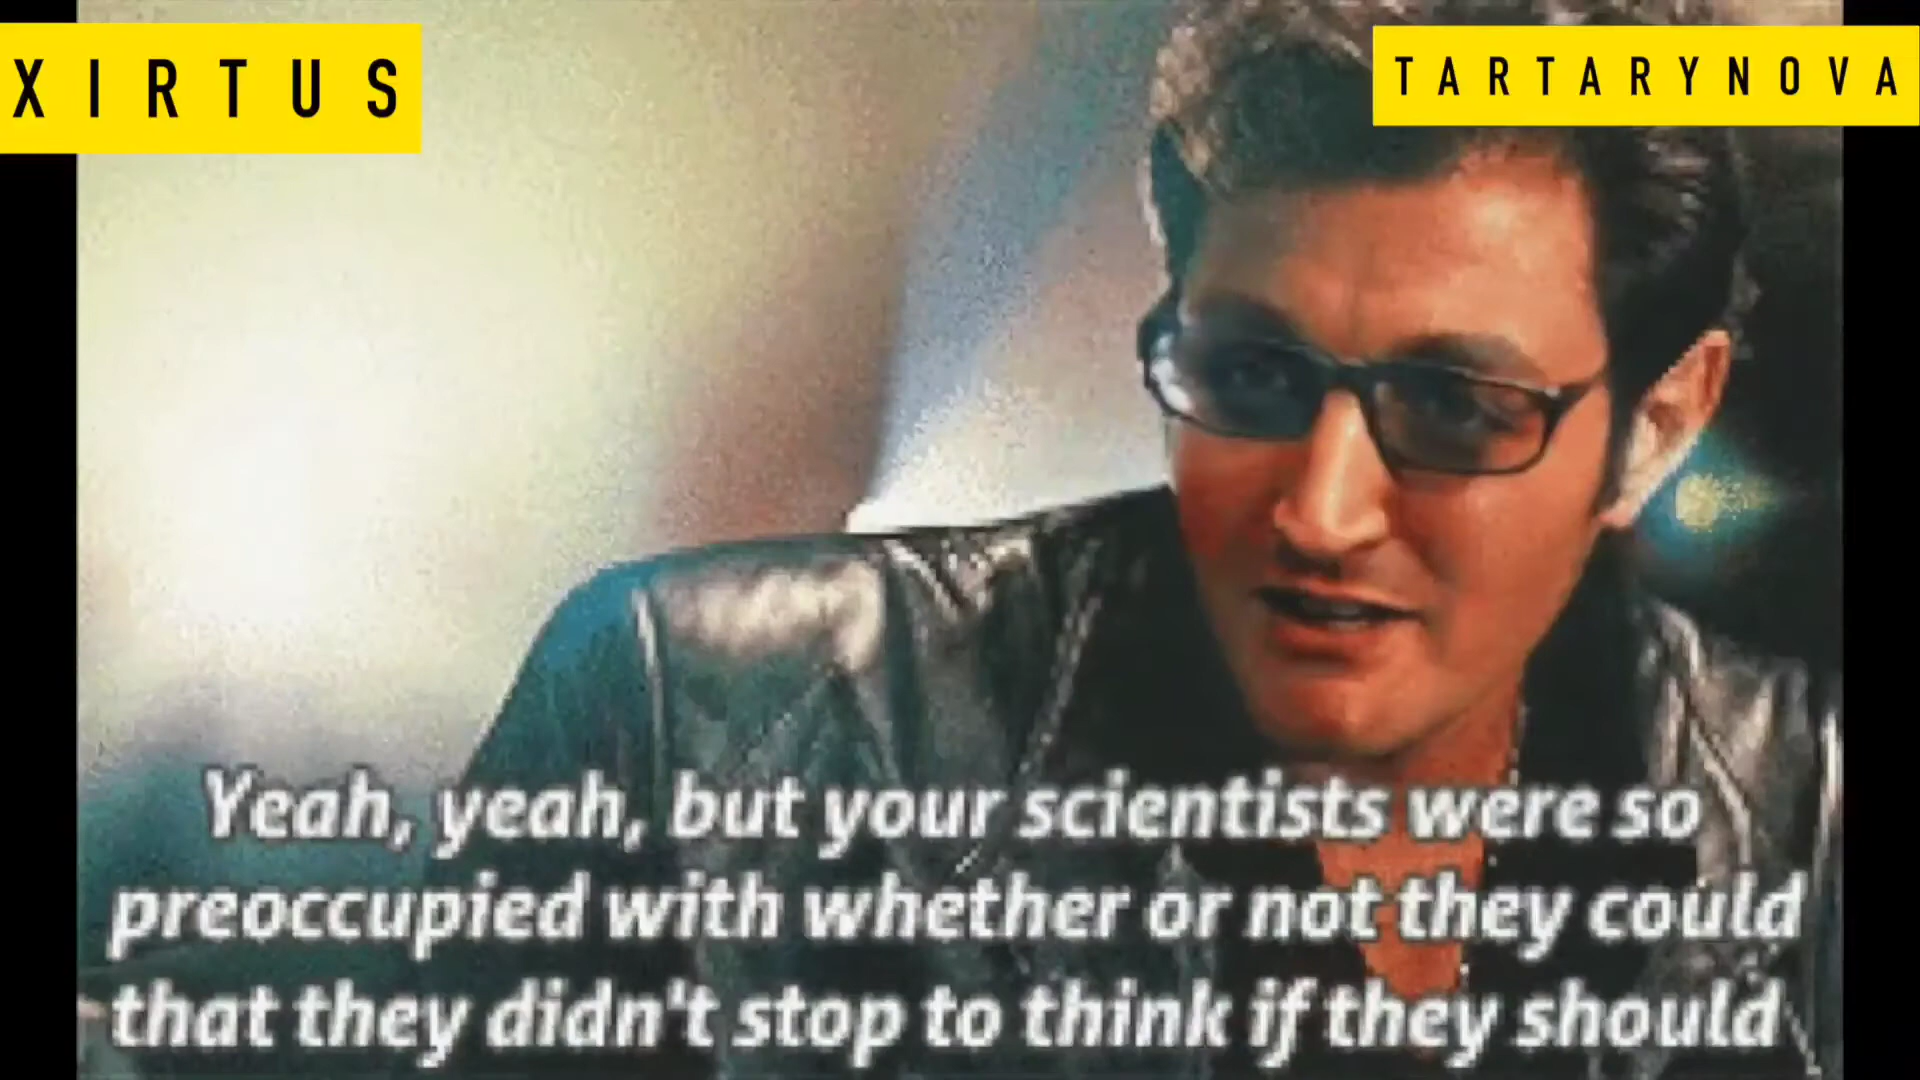 XIRTUS
TARTARYNOVA
Yeah, yeah, but your scientists were so
preoccupied with whether or not they could
that they didn't stop to think if they should